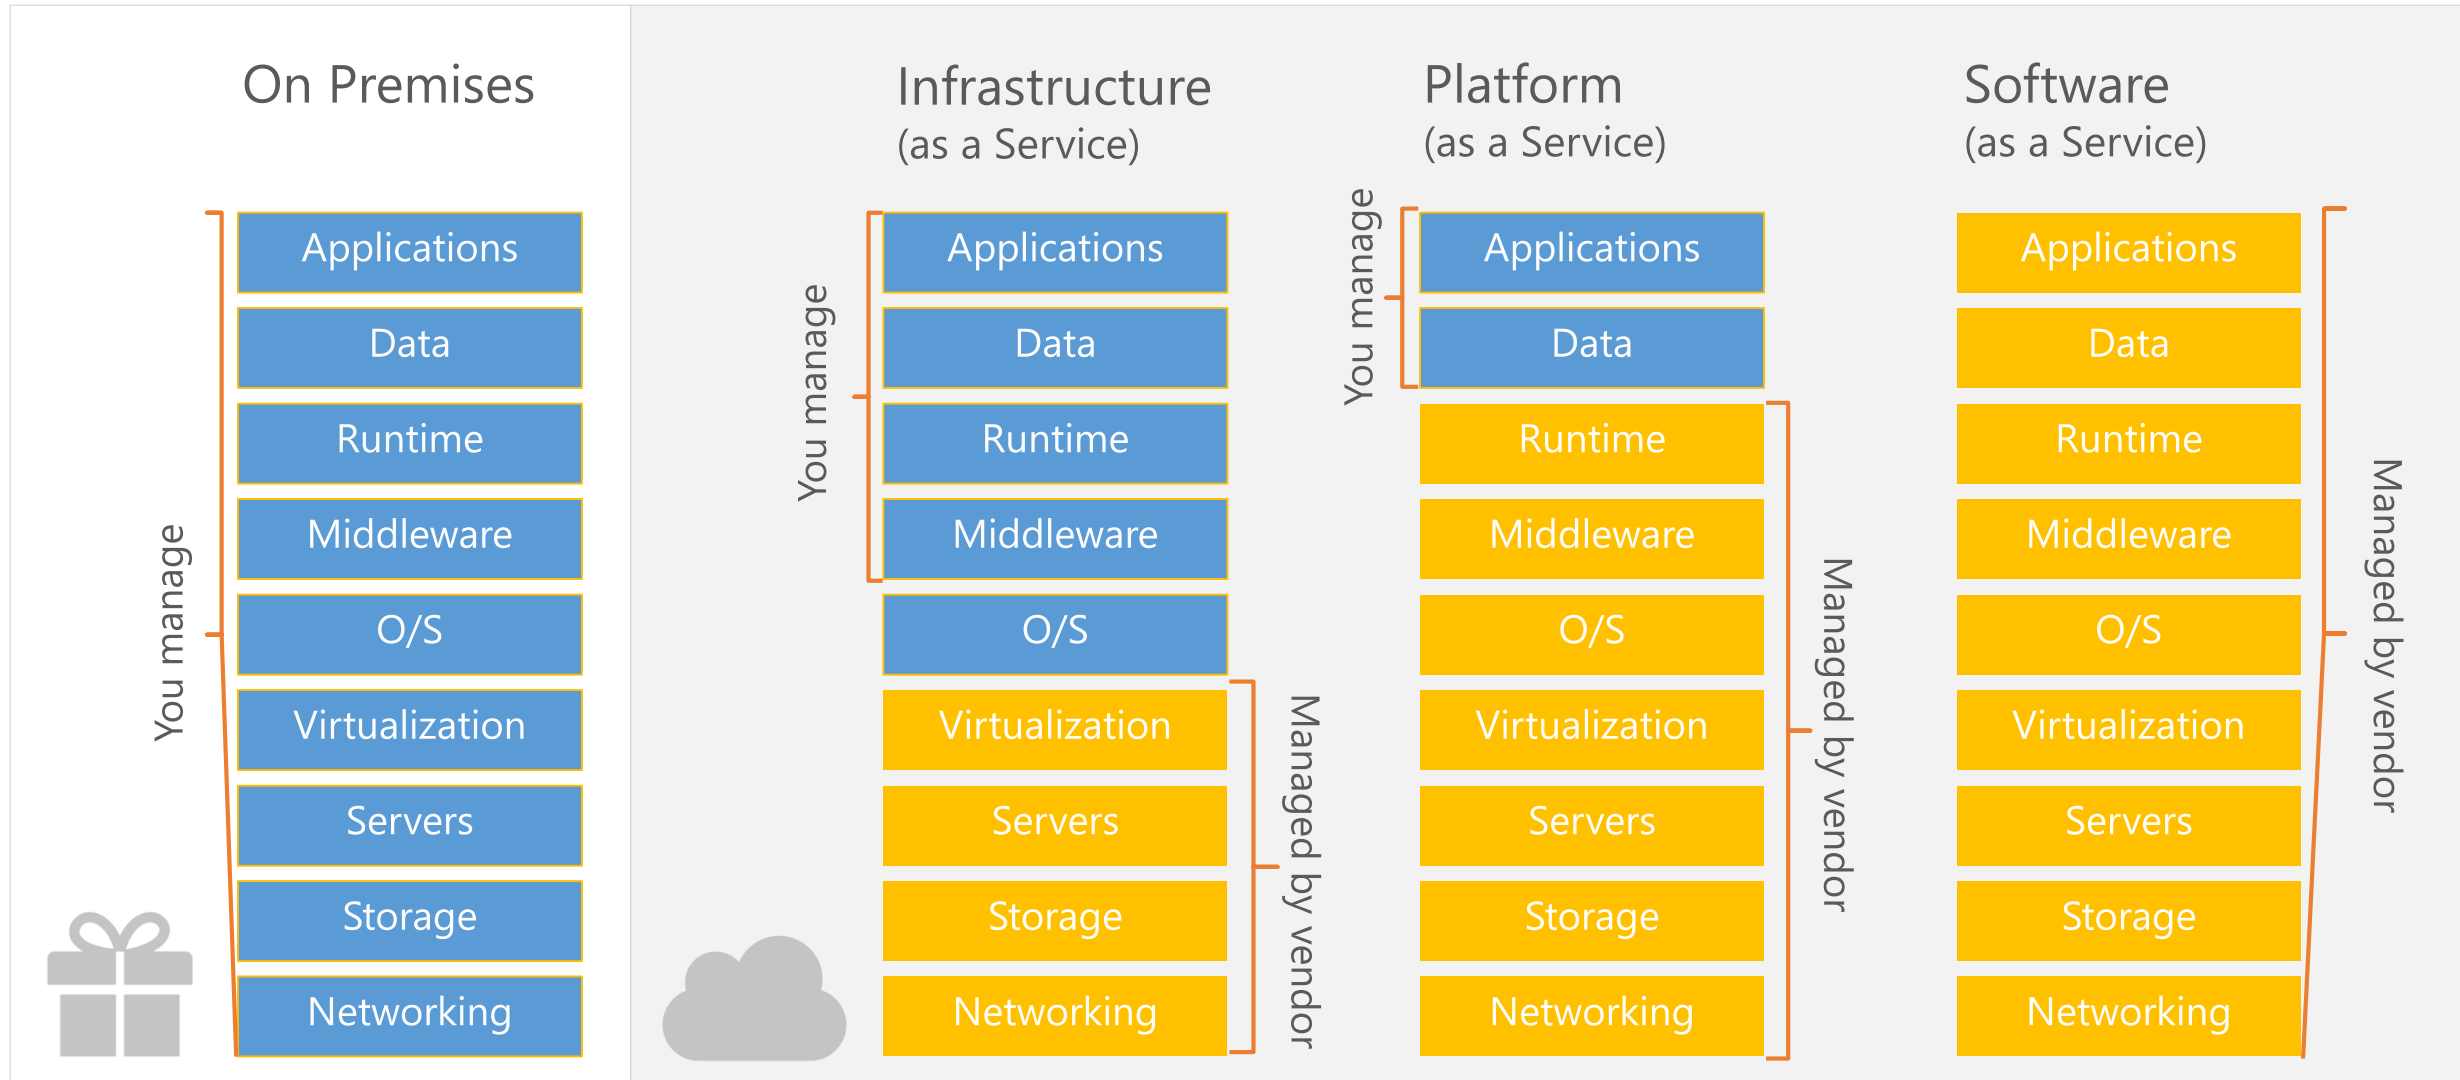 On Premises
You manage
Applications
Data
Runtime
Middleware
O/S
Virtualization
Servers
Storage
Networking
Infrastructure
(as a Service)
You manage
Applications
Data
Runtime
Middleware
O/S
Virtualization
Servers
Storage
Networking
Managed by vendor
Platform
(as a Service)
You manage
Applications
Data
Runtime
Middleware
O/S
Virtualization
Servers
Storage
Networking
Managed by vendor
Software
(as a Service)
Applications
Data
Runtime
Middleware
O/S
Virtualization
Servers
Storage
Networking
Managed by vendor